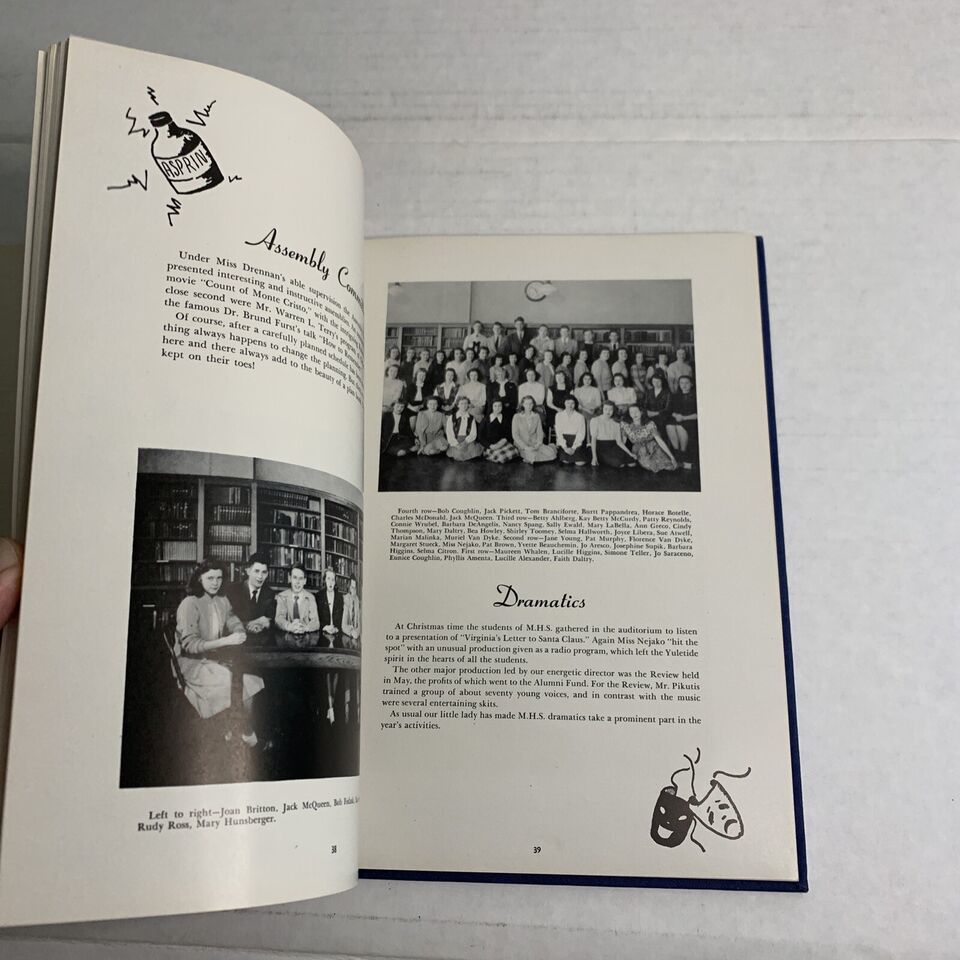 ASPRIN
Assembly
Under Miss Drennan's able supervision the
presented interesting and instructive assemblies.
movie "Count of Monte Cristo," with the
close second were Mr. Warren L. Terry's program
the famous Dr. Brund Furst's talk "How to
Of course, after a carefully planned schedule has
thing always happens to change the planning. But
here and there always add to the beauty of a
kept on their toes!
Left to right—Joan Britton, Jack McQueen, Bob
Rudy Ross, Mary Hunsberger.
38
Fourth row—Bob Coughlin, Jack Pickett, Tom Branciforte, Burtt Pappandrea, Horace Botelle,
Charles McDonald, Jack McQueen. Third row—Betty Ahlberg, Kay Betty McCurdy, Patty Reynolds,
Connie Wrubel, Barbara DeAngelis, Nancy Spang, Sally Ewald, Mary LaBella, Ann Greco, Cindy
Thompson, Mary Daltry, Bea Howley, Shirley Toomey, Selma Hallworth, Joyce Libera, Sue Atwell,
Marian Malinka, Muriel Van Dyke. Second row—Jane Young, Pat Murphy, Florence Van Dyke,
Margaret Stueck, Miss Nejako, Pat Brown, Yvette Beauchemin, Jo Aresco, Josephine Supik, Barbara
Higgins, Selma Citron. First row—Maureen Whalen, Lucille Higgins, Simone Teller, Jo Saraceno,
Eunice Coughlin, Phyllis Amenta, Lucille Alexander, Faith Daltry.
Dramatics
At Christmas time the students of M.H.S. gathered in the auditorium to listen
to a presentation of "Virginia's Letter to Santa Claus." Again Miss Nejako "hit the
spot" with an unusual production given as a radio program, which left the Yuletide
spirit in the hearts of all the students.
The other major production led by our energetic director was the Review held
in May, the profits of which went to the Alumni Fund. For the Review, Mr. Pikutis
trained a group of about seventy young voices, and in contrast with the music
were several entertaining skits.
As usual our little lady has made M.H.S. dramatics take a prominent part in the
year's activities.
39